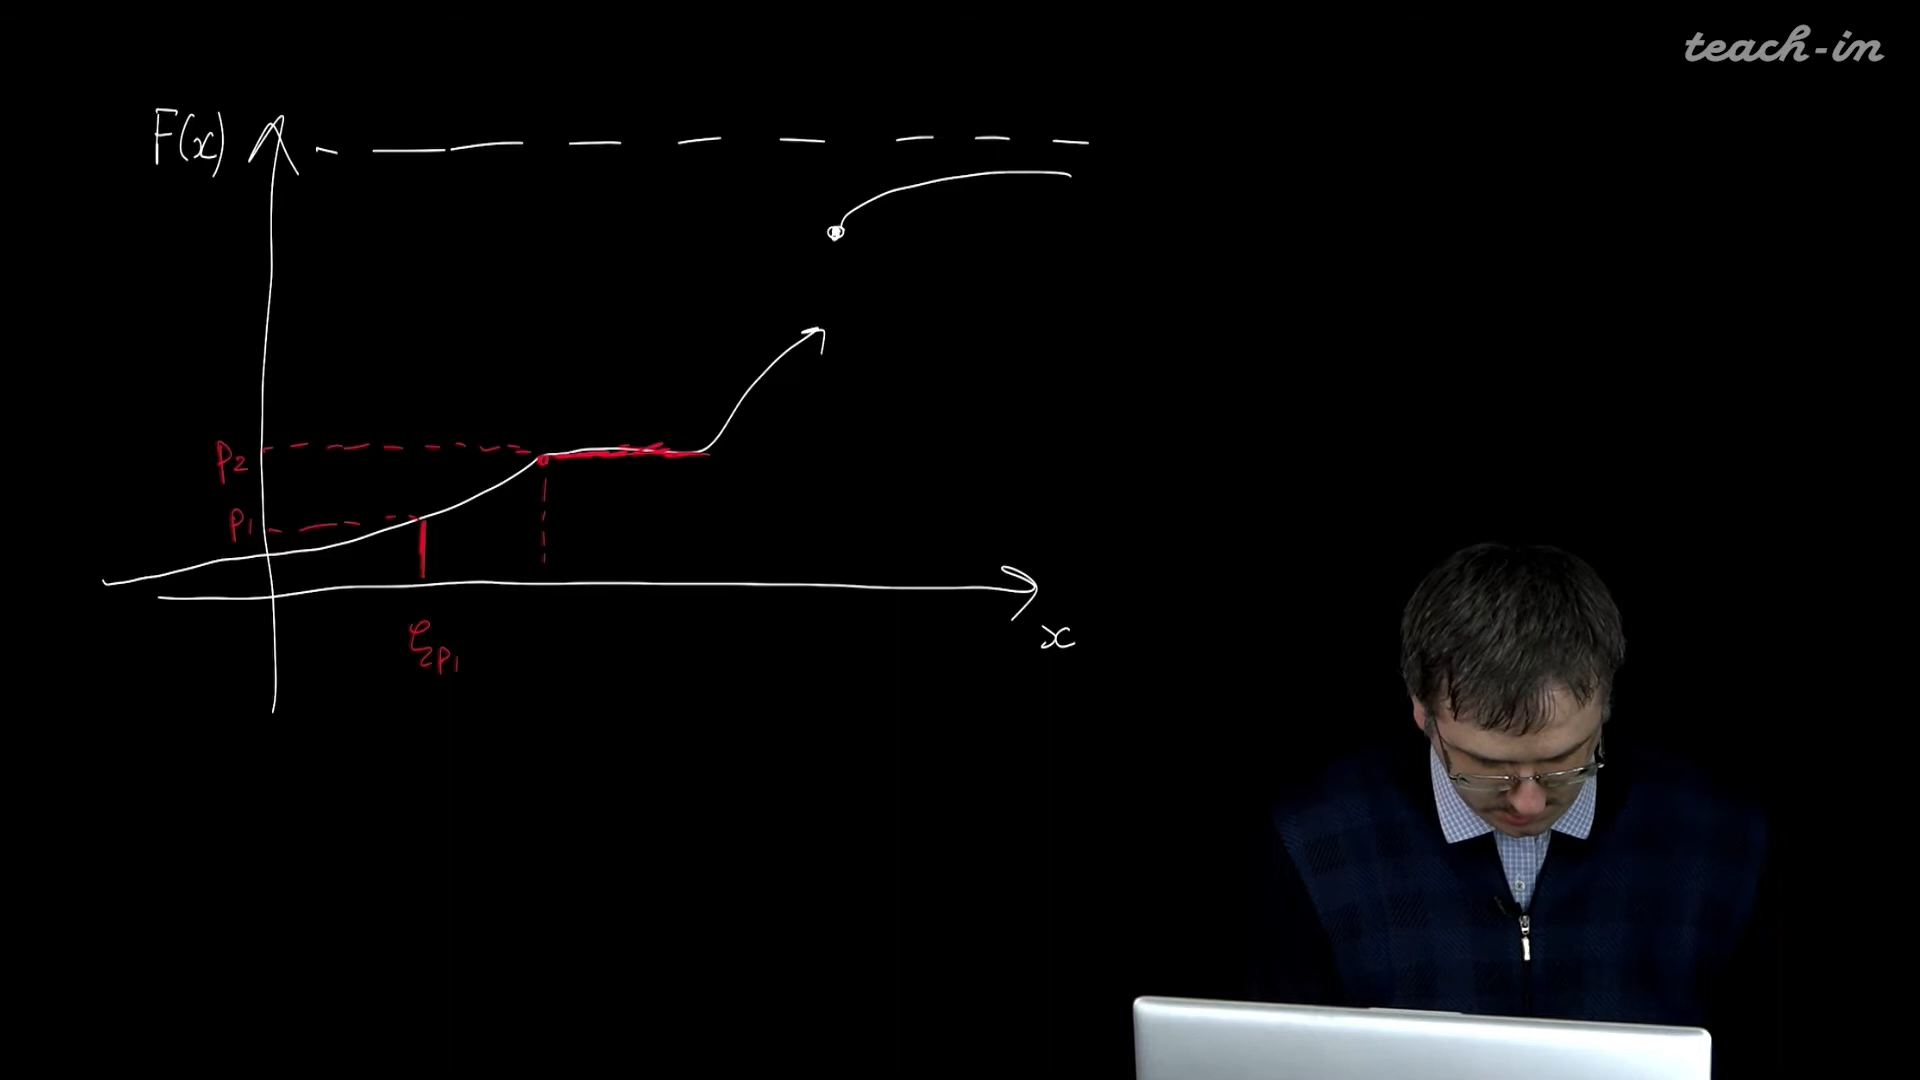 teach-in
F(x)
p₂
p₁
ξp₁
x